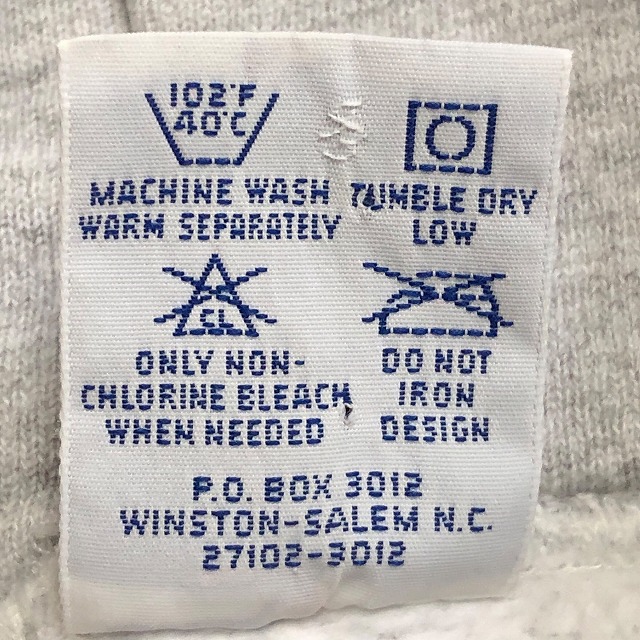 102°F
40°C
MACHINE WASH
WARM SEPARATELY
TUMBLE DRY
LOW
CL
ONLY NON-
CHLORINE BLEACH
WHEN NEEDED
DO NOT
IRON
DESIGN
P.O. BOX 3012
WINSTON-SALEM N.C.
27102-3012